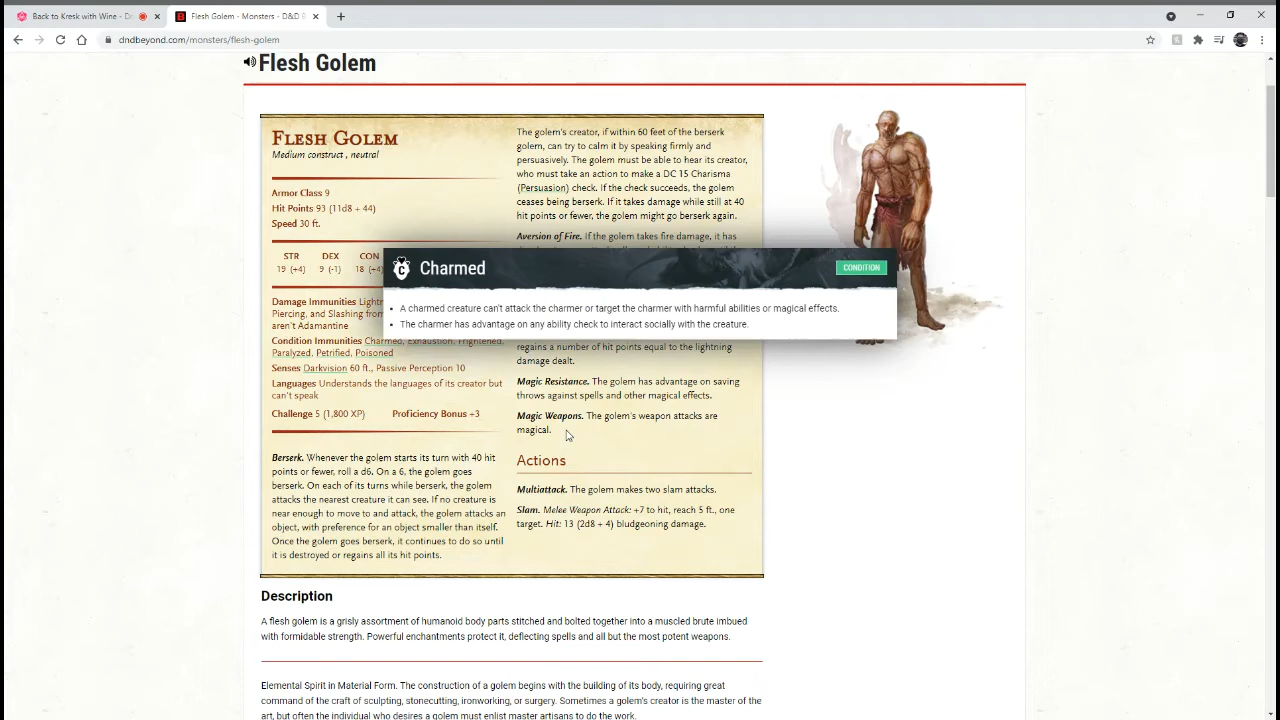 Back to Kresk with Wine - Dr
Flesh Golem - Monsters - D&D B
dndbeyond.com/monsters/flesh-golem
Flesh Golem
FLESH GOLEM
Medium construct , neutral
Armor Class 9
Hit Points 93 (11d8 + 44)
Speed 30 ft.
STR DEX CON
19 (+4) 9 (-1) 18 (+4)
Damage Immunities
Piercing, and Slashing from
aren't Adamantine
Condition Immunities Charmed, Exhaustion, Frightened,
Paralyzed, Petrified, Poisoned
Senses Darkvision 60 ft., Passive Perception 10
Languages Understands the languages of its creator but
can't speak
Challenge 5 (1,800 XP) Proficiency Bonus +3
Berserk. Whenever the golem starts its turn with 40 hit
points or fewer, roll a d6. On a 6, the golem goes
berserk. On each of its turns while berserk, the golem
attacks the nearest creature it can see. If no creature is
near enough to move to and attack, the golem attacks an
object, with preference for an object smaller than itself.
Once the golem goes berserk, it continues to do so until
it is destroyed or regains all its hit points.
The golem's creator, if within 60 feet of the berserk
golem, can try to calm it by speaking firmly and
persuasively. The golem must be able to hear its creator,
who must take an action to make a DC 15 Charisma
(Persuasion) check. If the check succeeds, the golem
ceases being berserk. If it takes damage while still at 40
hit points or fewer, the golem might go berserk again.
Aversion of Fire. If the golem takes fire damage, it has
Charmed
CONDITION
• A charmed creature can't attack the charmer or target the charmer with harmful abilities or magical effects.
• The charmer has advantage on any ability check to interact socially with the creature.
regains a number of hit points equal to the lightning
damage dealt.
Magic Resistance. The golem has advantage on saving
throws against spells and other magical effects.
Magic Weapons. The golem's weapon attacks are
magical.
Actions
Multiattack. The golem makes two slam attacks.
Slam. Melee Weapon Attack: +7 to hit, reach 5 ft., one
target. Hit: 13 (2d8 + 4) bludgeoning damage.
Description
A flesh golem is a grisly assortment of humanoid body parts stitched and bolted together into a muscled brute imbued
with formidable strength. Powerful enchantments protect it, deflecting spells and all but the most potent weapons.
Elemental Spirit in Material Form. The construction of a golem begins with the building of its body, requiring great
command of the craft of sculpting, stonecutting, ironworking, or surgery. Sometimes a golem's creator is the master of the
art, but often the individual who desires a golem must enlist master artisans to do the work.